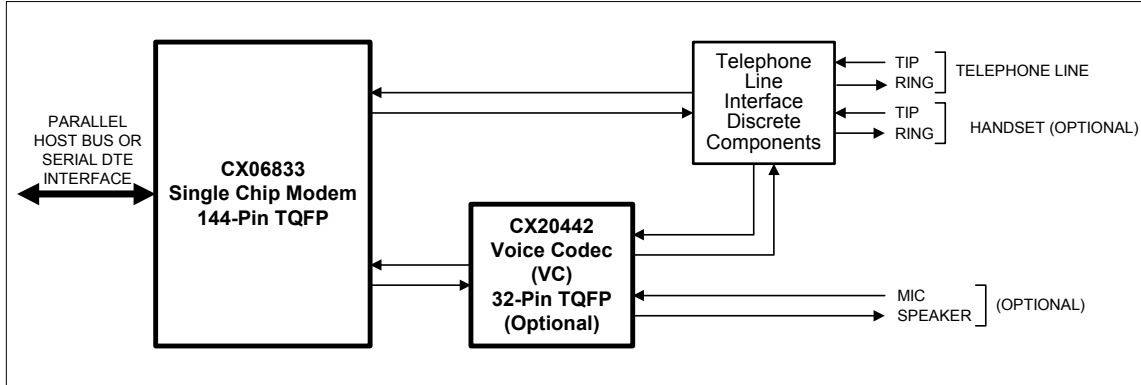 PARALLEL
HOST BUS OR
SERIAL DTE
INTERFACE
CX06833
Single Chip Modem
144-Pin TQFP
Telephone
Line
Interface
Discrete
Components
TIP
RING
TELEPHONE LINE
TIP
RING
HANDSET (OPTIONAL)
CX20442
Voice Codec
(VC)
32-Pin TQFP
(Optional)
MIC
SPEAKER
(OPTIONAL)